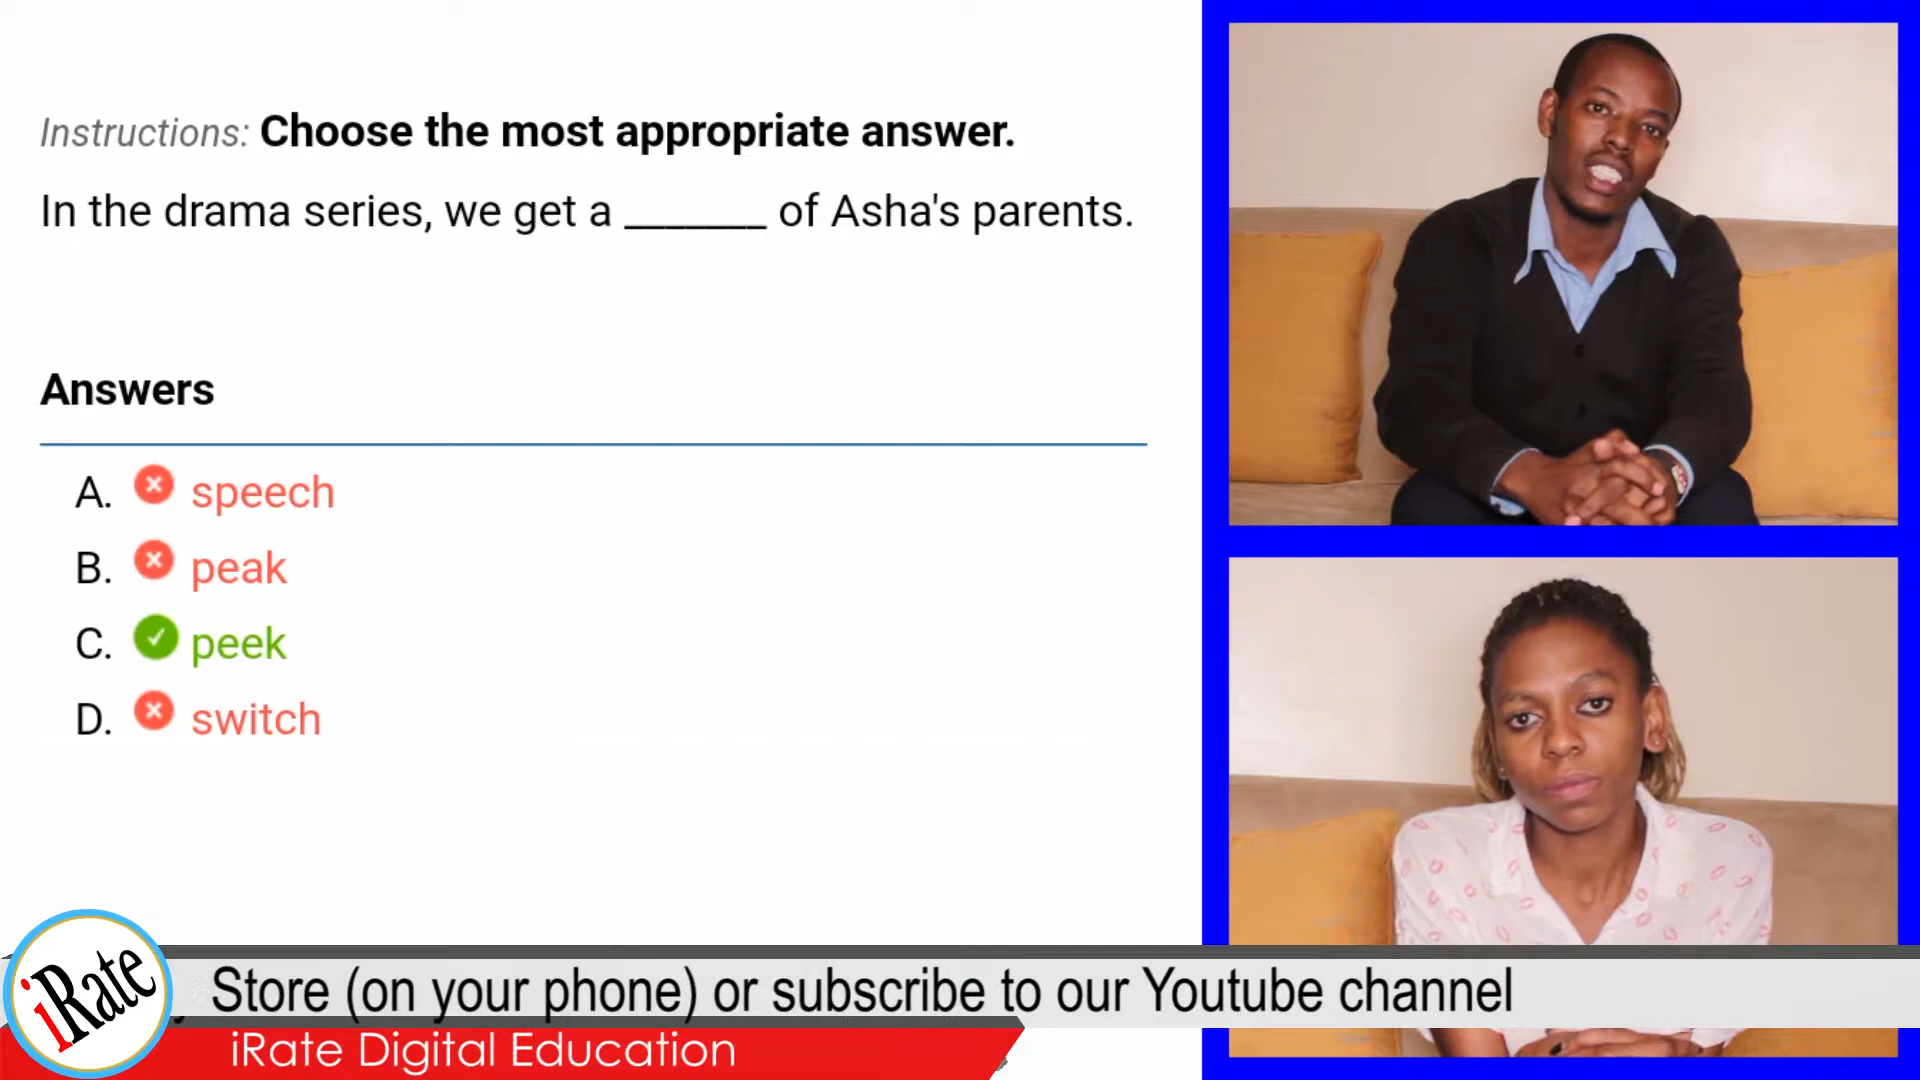 Instructions: Choose the most appropriate answer.
In the drama series, we get a _______ of Asha's parents.
Answers
A. speech
B. peak
C. peek
D. switch
Store (on your phone) or subscribe to our Youtube channel
iRate
iRate Digital Education